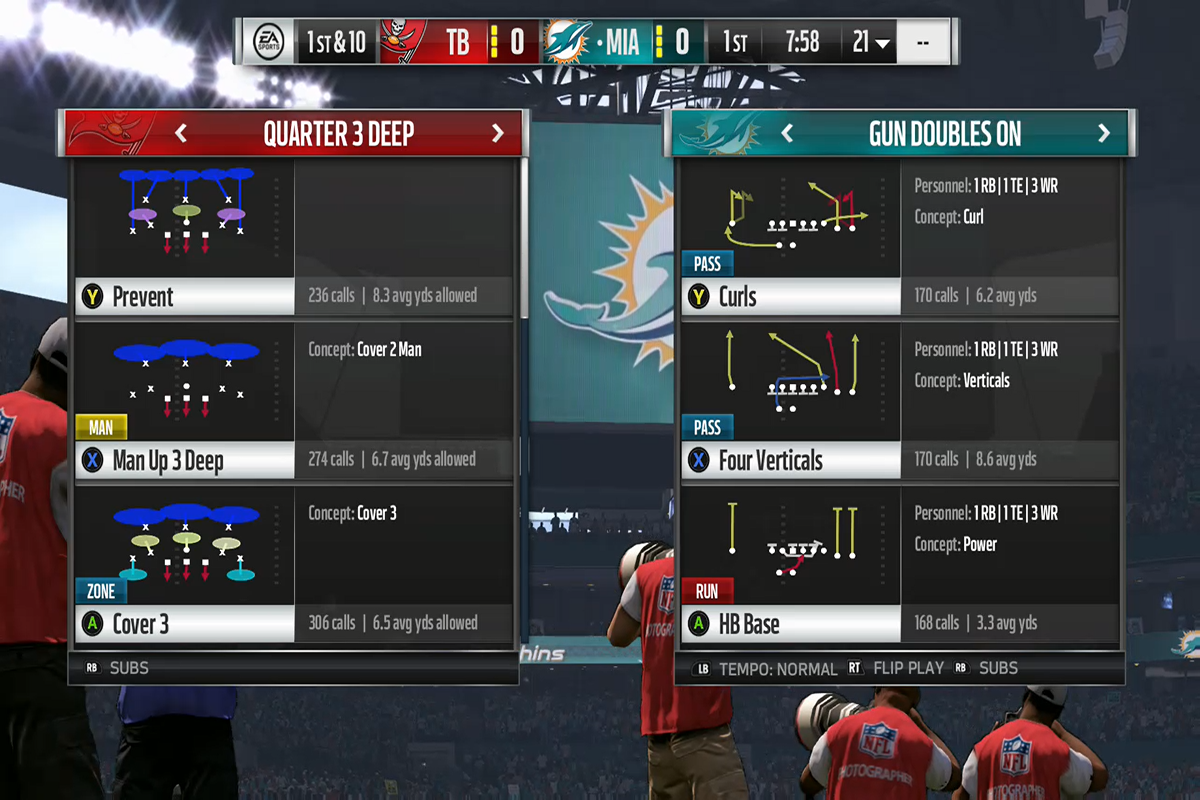 EA SPORTS 1ST & 10 TB 0 · MIA 0 1ST 7:58 21 --
QUARTER 3 DEEP
Y Prevent
236 calls | 8.3 avg yds allowed
Concept: Cover 2 Man
MAN
X Man Up 3 Deep
274 calls | 6.7 avg yds allowed
Concept: Cover 3
ZONE
A Cover 3
306 calls | 6.5 avg yds allowed
RB SUBS
GUN DOUBLES ON
Personnel: 1 RB | 1 TE | 3 WR
Concept: Curl
PASS
Y Curls
170 calls | 6.2 avg yds
Personnel: 1 RB | 1 TE | 3 WR
Concept: Verticals
PASS
X Four Verticals
170 calls | 8.6 avg yds
Personnel: 1 RB | 1 TE | 3 WR
Concept: Power
RUN
A HB Base
168 calls | 3.3 avg yds
LB TEMPO: NORMAL RT FLIP PLAY RB SUBS
hins
NFL
PHOTOGRAPHER
NFL
PHOTOGRAPHER